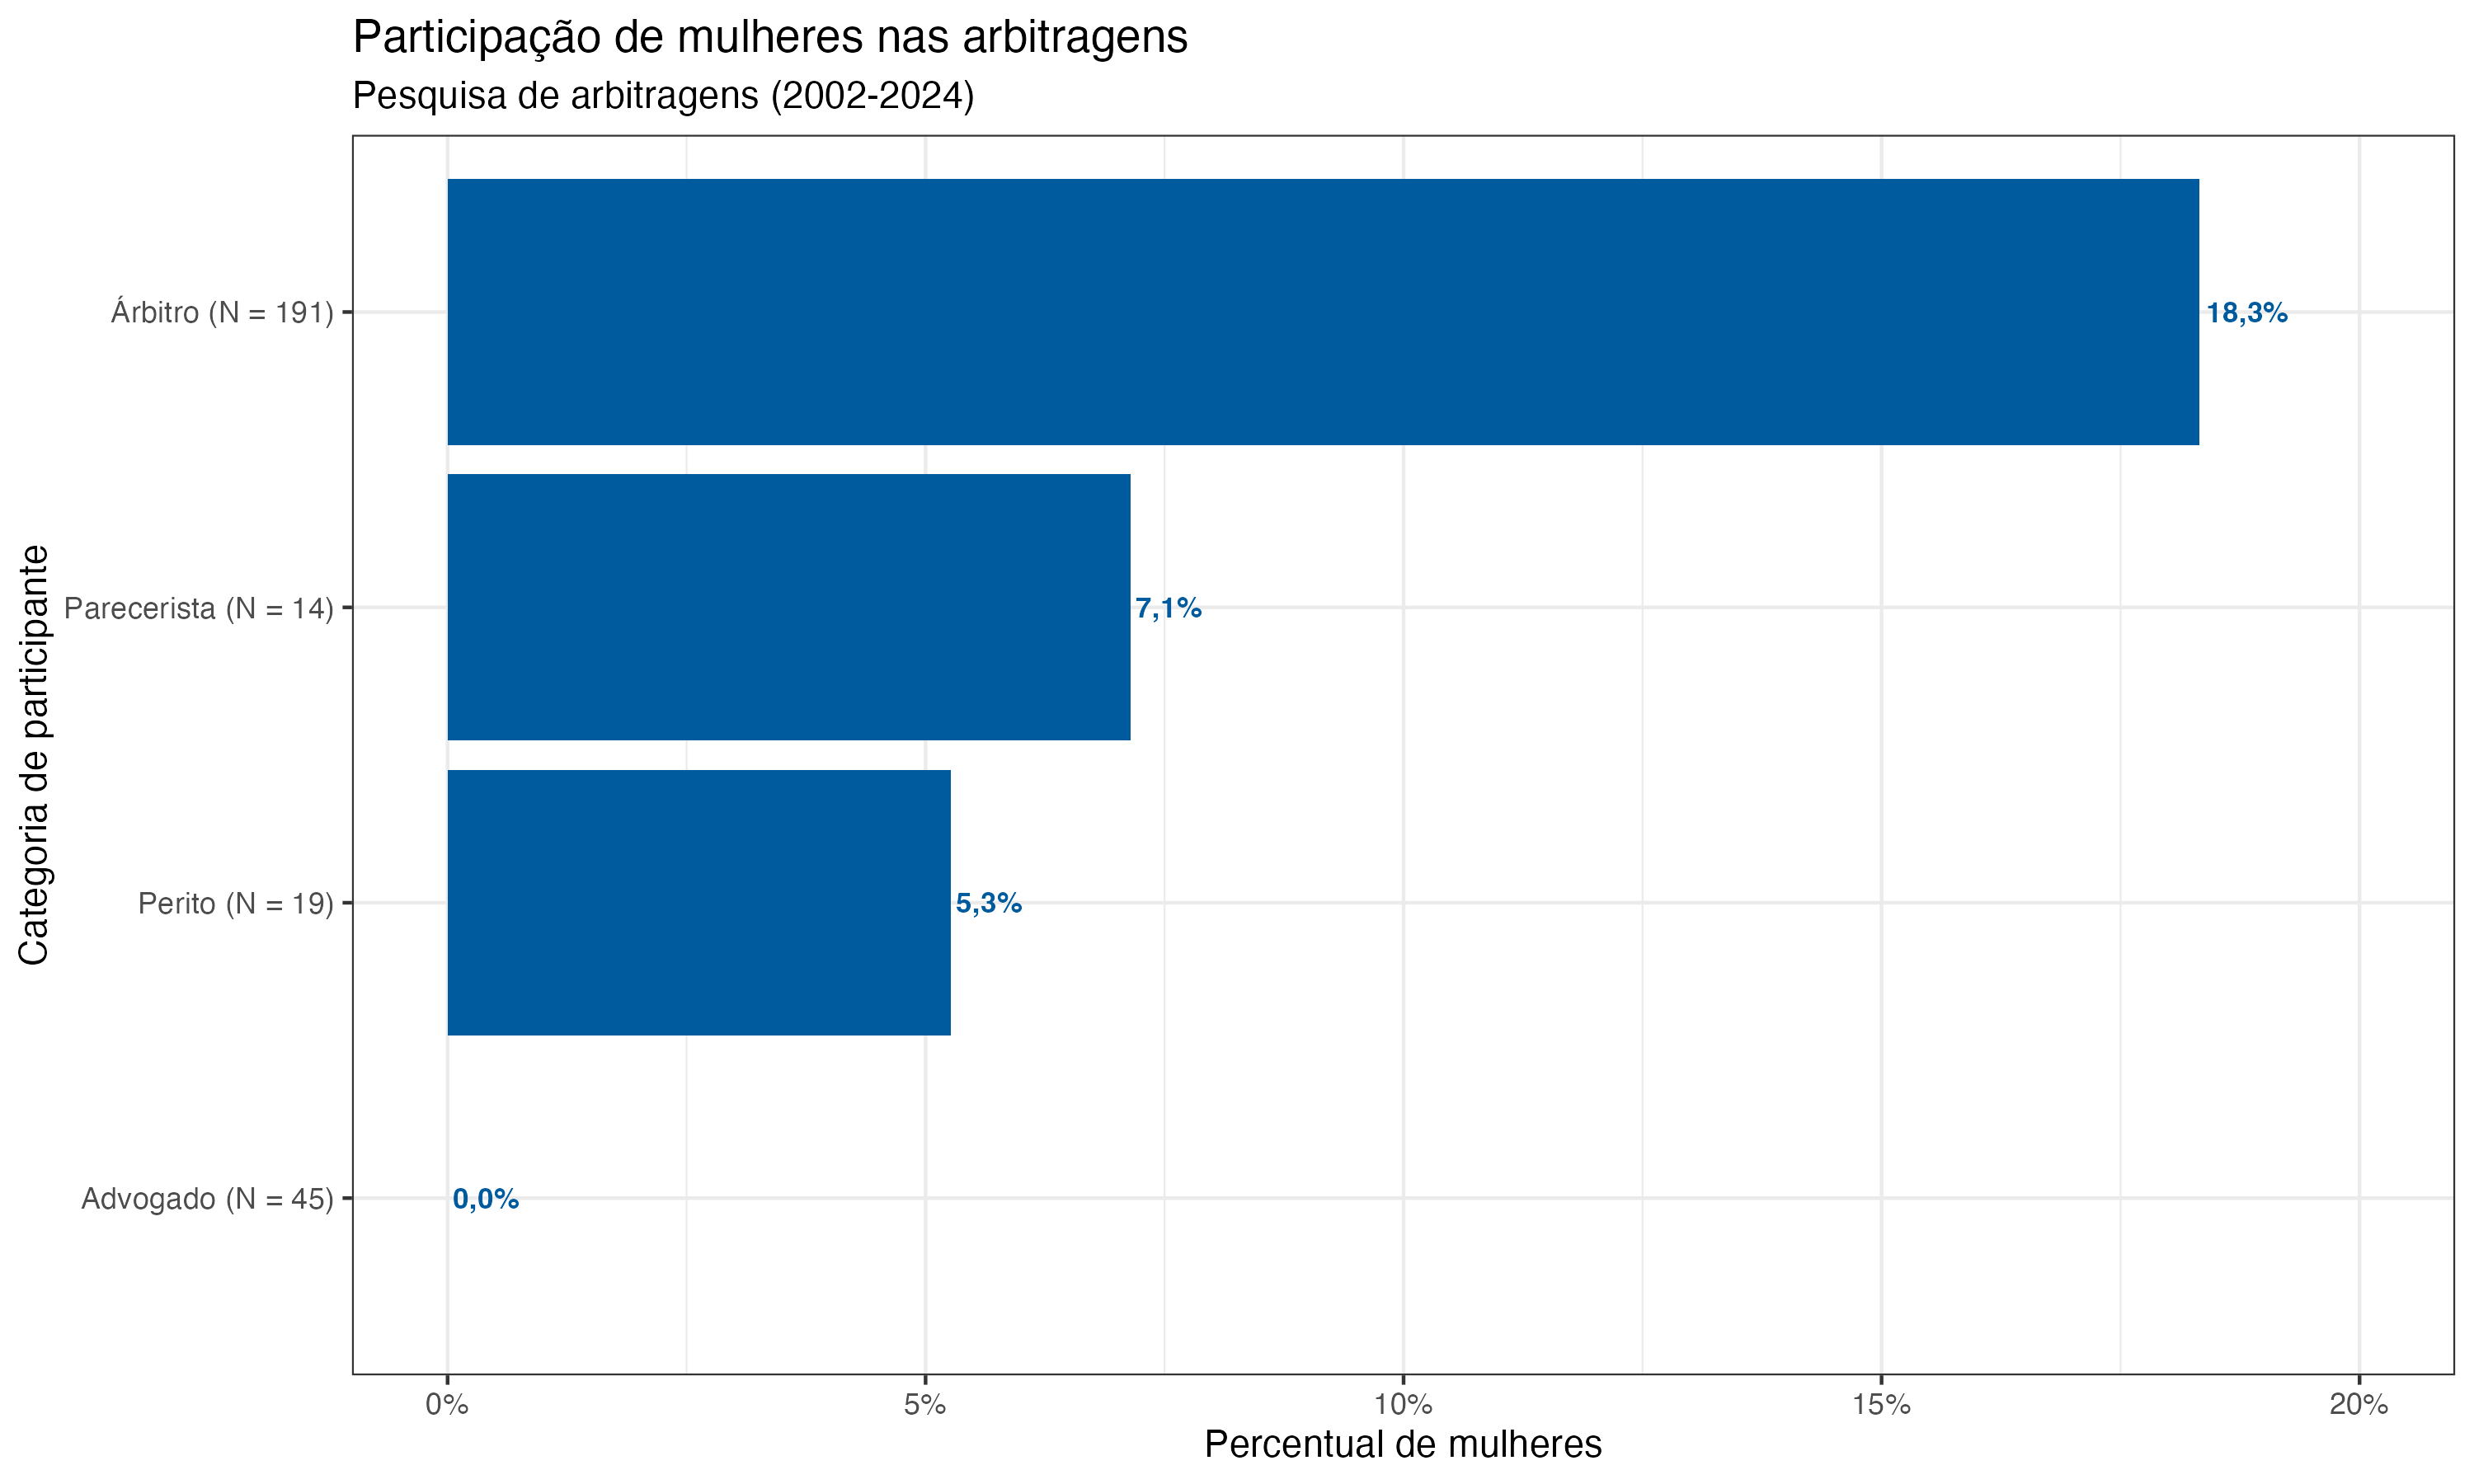 Participação de mulheres nas arbitragens
Pesquisa de arbitragens (2002-2024)
Categoria de participante
Árbitro (N = 191)
18,3%
Parecerista (N = 14)
7,1%
Perito (N = 19)
5,3%
Advogado (N = 45)
0,0%
0%
5%
10%
15%
20%
Percentual de mulheres